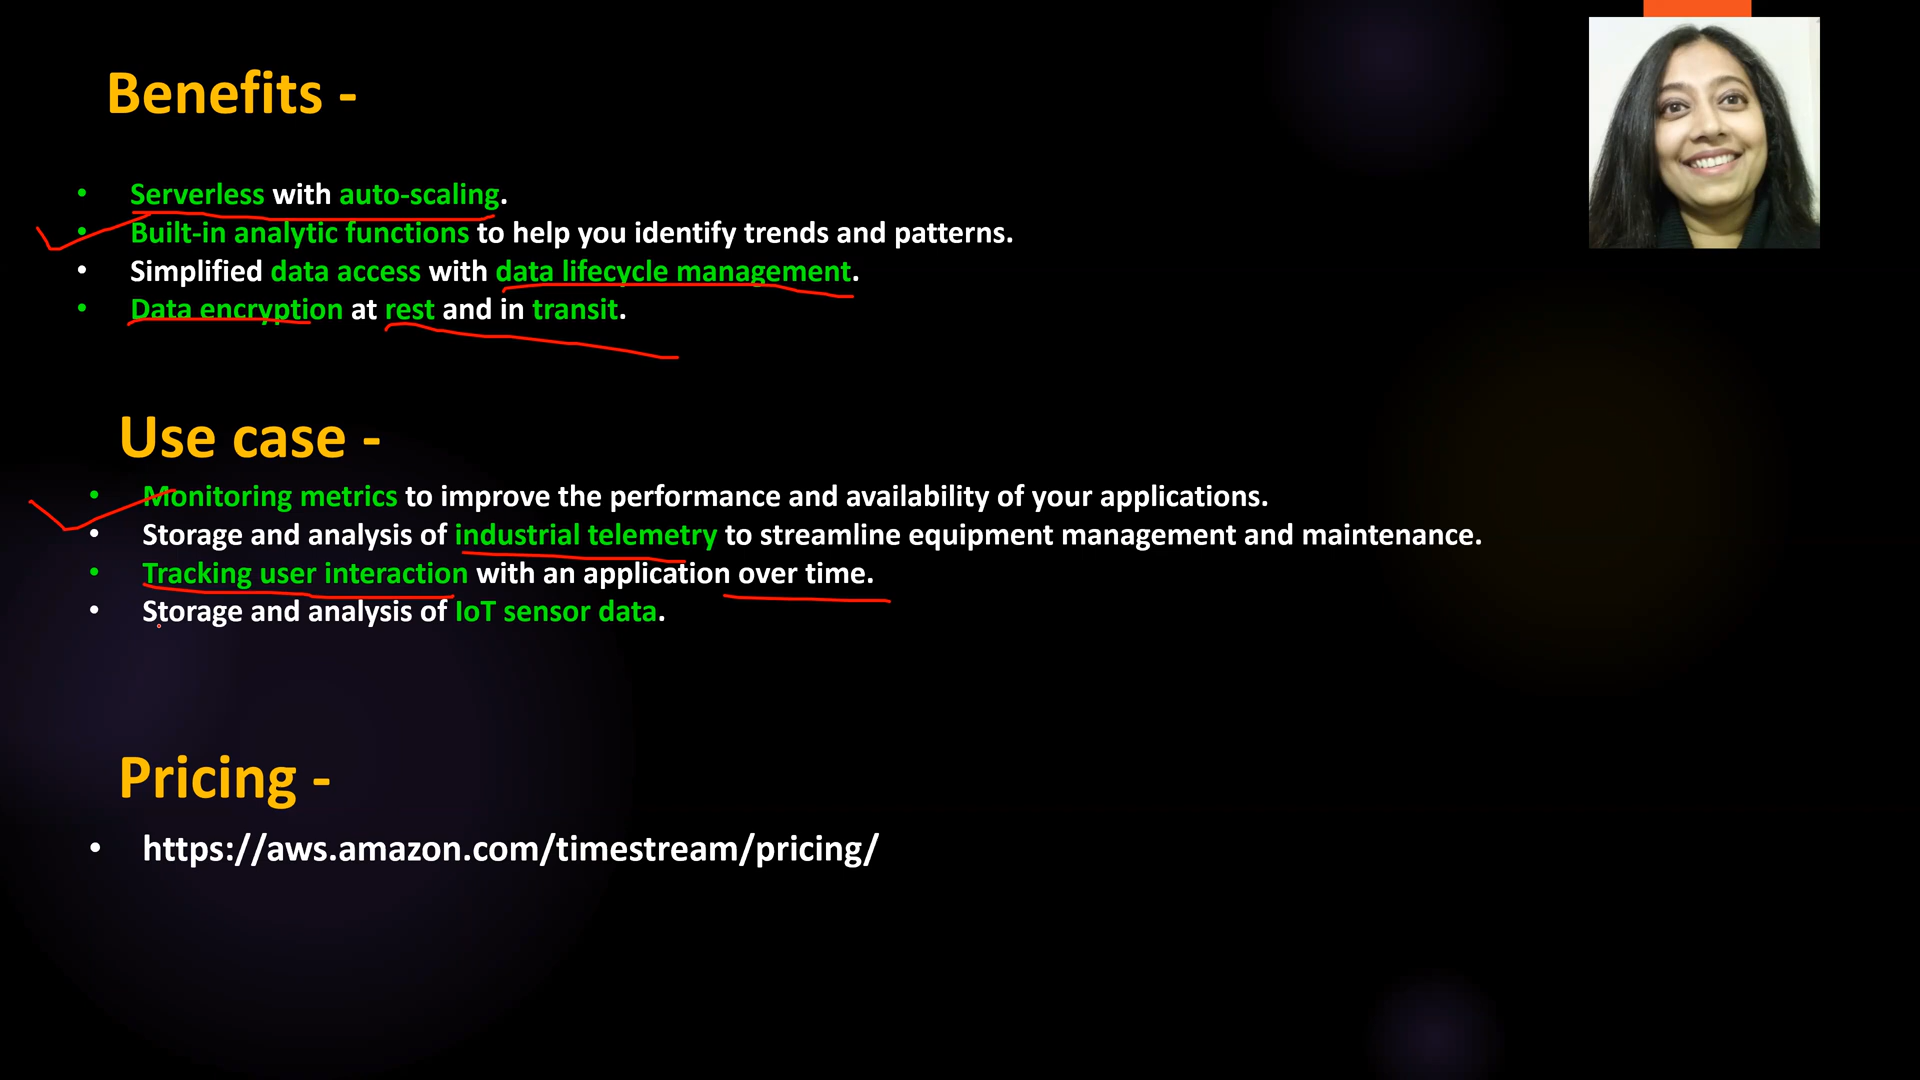 Benefits -
• Serverless with auto-scaling.
• Built-in analytic functions to help you identify trends and patterns.
• Simplified data access with data lifecycle management.
• Data encryption at rest and in transit.
Use case -
• Monitoring metrics to improve the performance and availability of your applications.
• Storage and analysis of industrial telemetry to streamline equipment management and maintenance.
• Tracking user interaction with an application over time.
• Storage and analysis of IoT sensor data.
Pricing -
• https://aws.amazon.com/timestream/pricing/